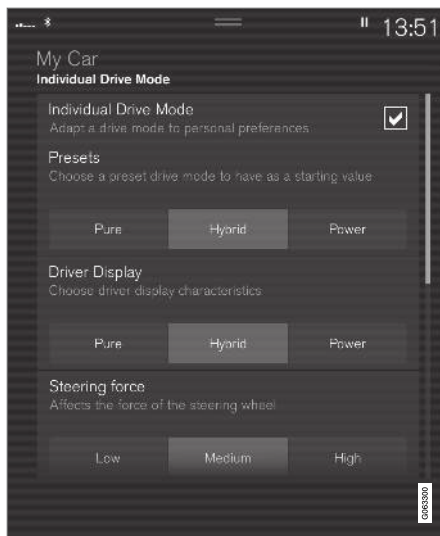 13:51
My Car
Individual Drive Mode
Individual Drive Mode
Adapt a drive mode to personal preferences
Presets
Choose a preset drive mode to have as a starting value
Pure Hybrid Power
Driver Display
Choose driver display characteristics
Pure Hybrid Power
Steering force
Affects the force of the steering wheel
Low Medium High
G063300